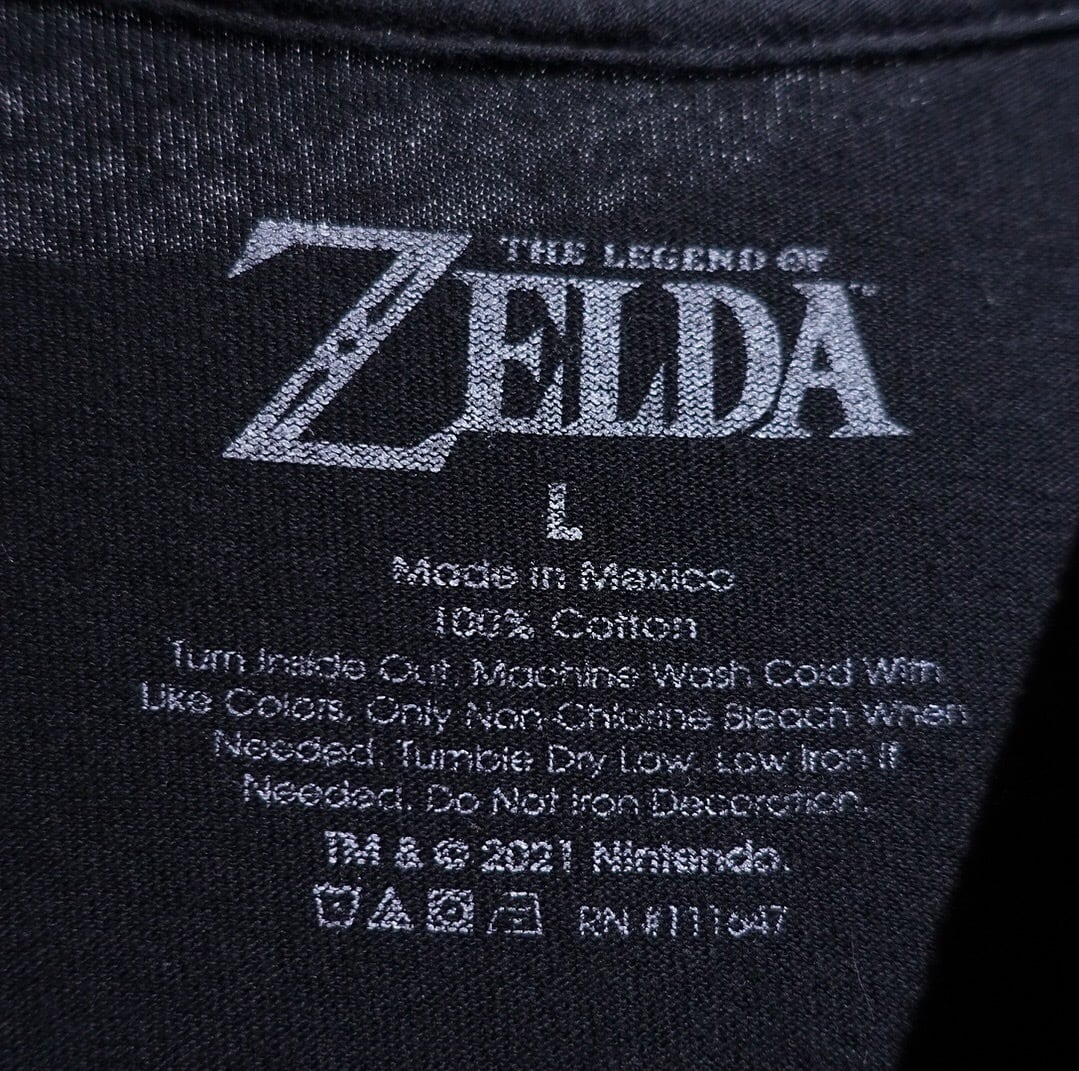 THE LEGEND OF
ZELDA™
L
Made in Mexico
100% Cotton
Turn Inside Out. Machine Wash Cold With
Like Colors. Only Non-Chlorine Bleach When
Needed. Tumble Dry Low. Low Iron If
Needed. Do Not Iron Decoration.
TM & © 2021 Nintendo.
RN #111647